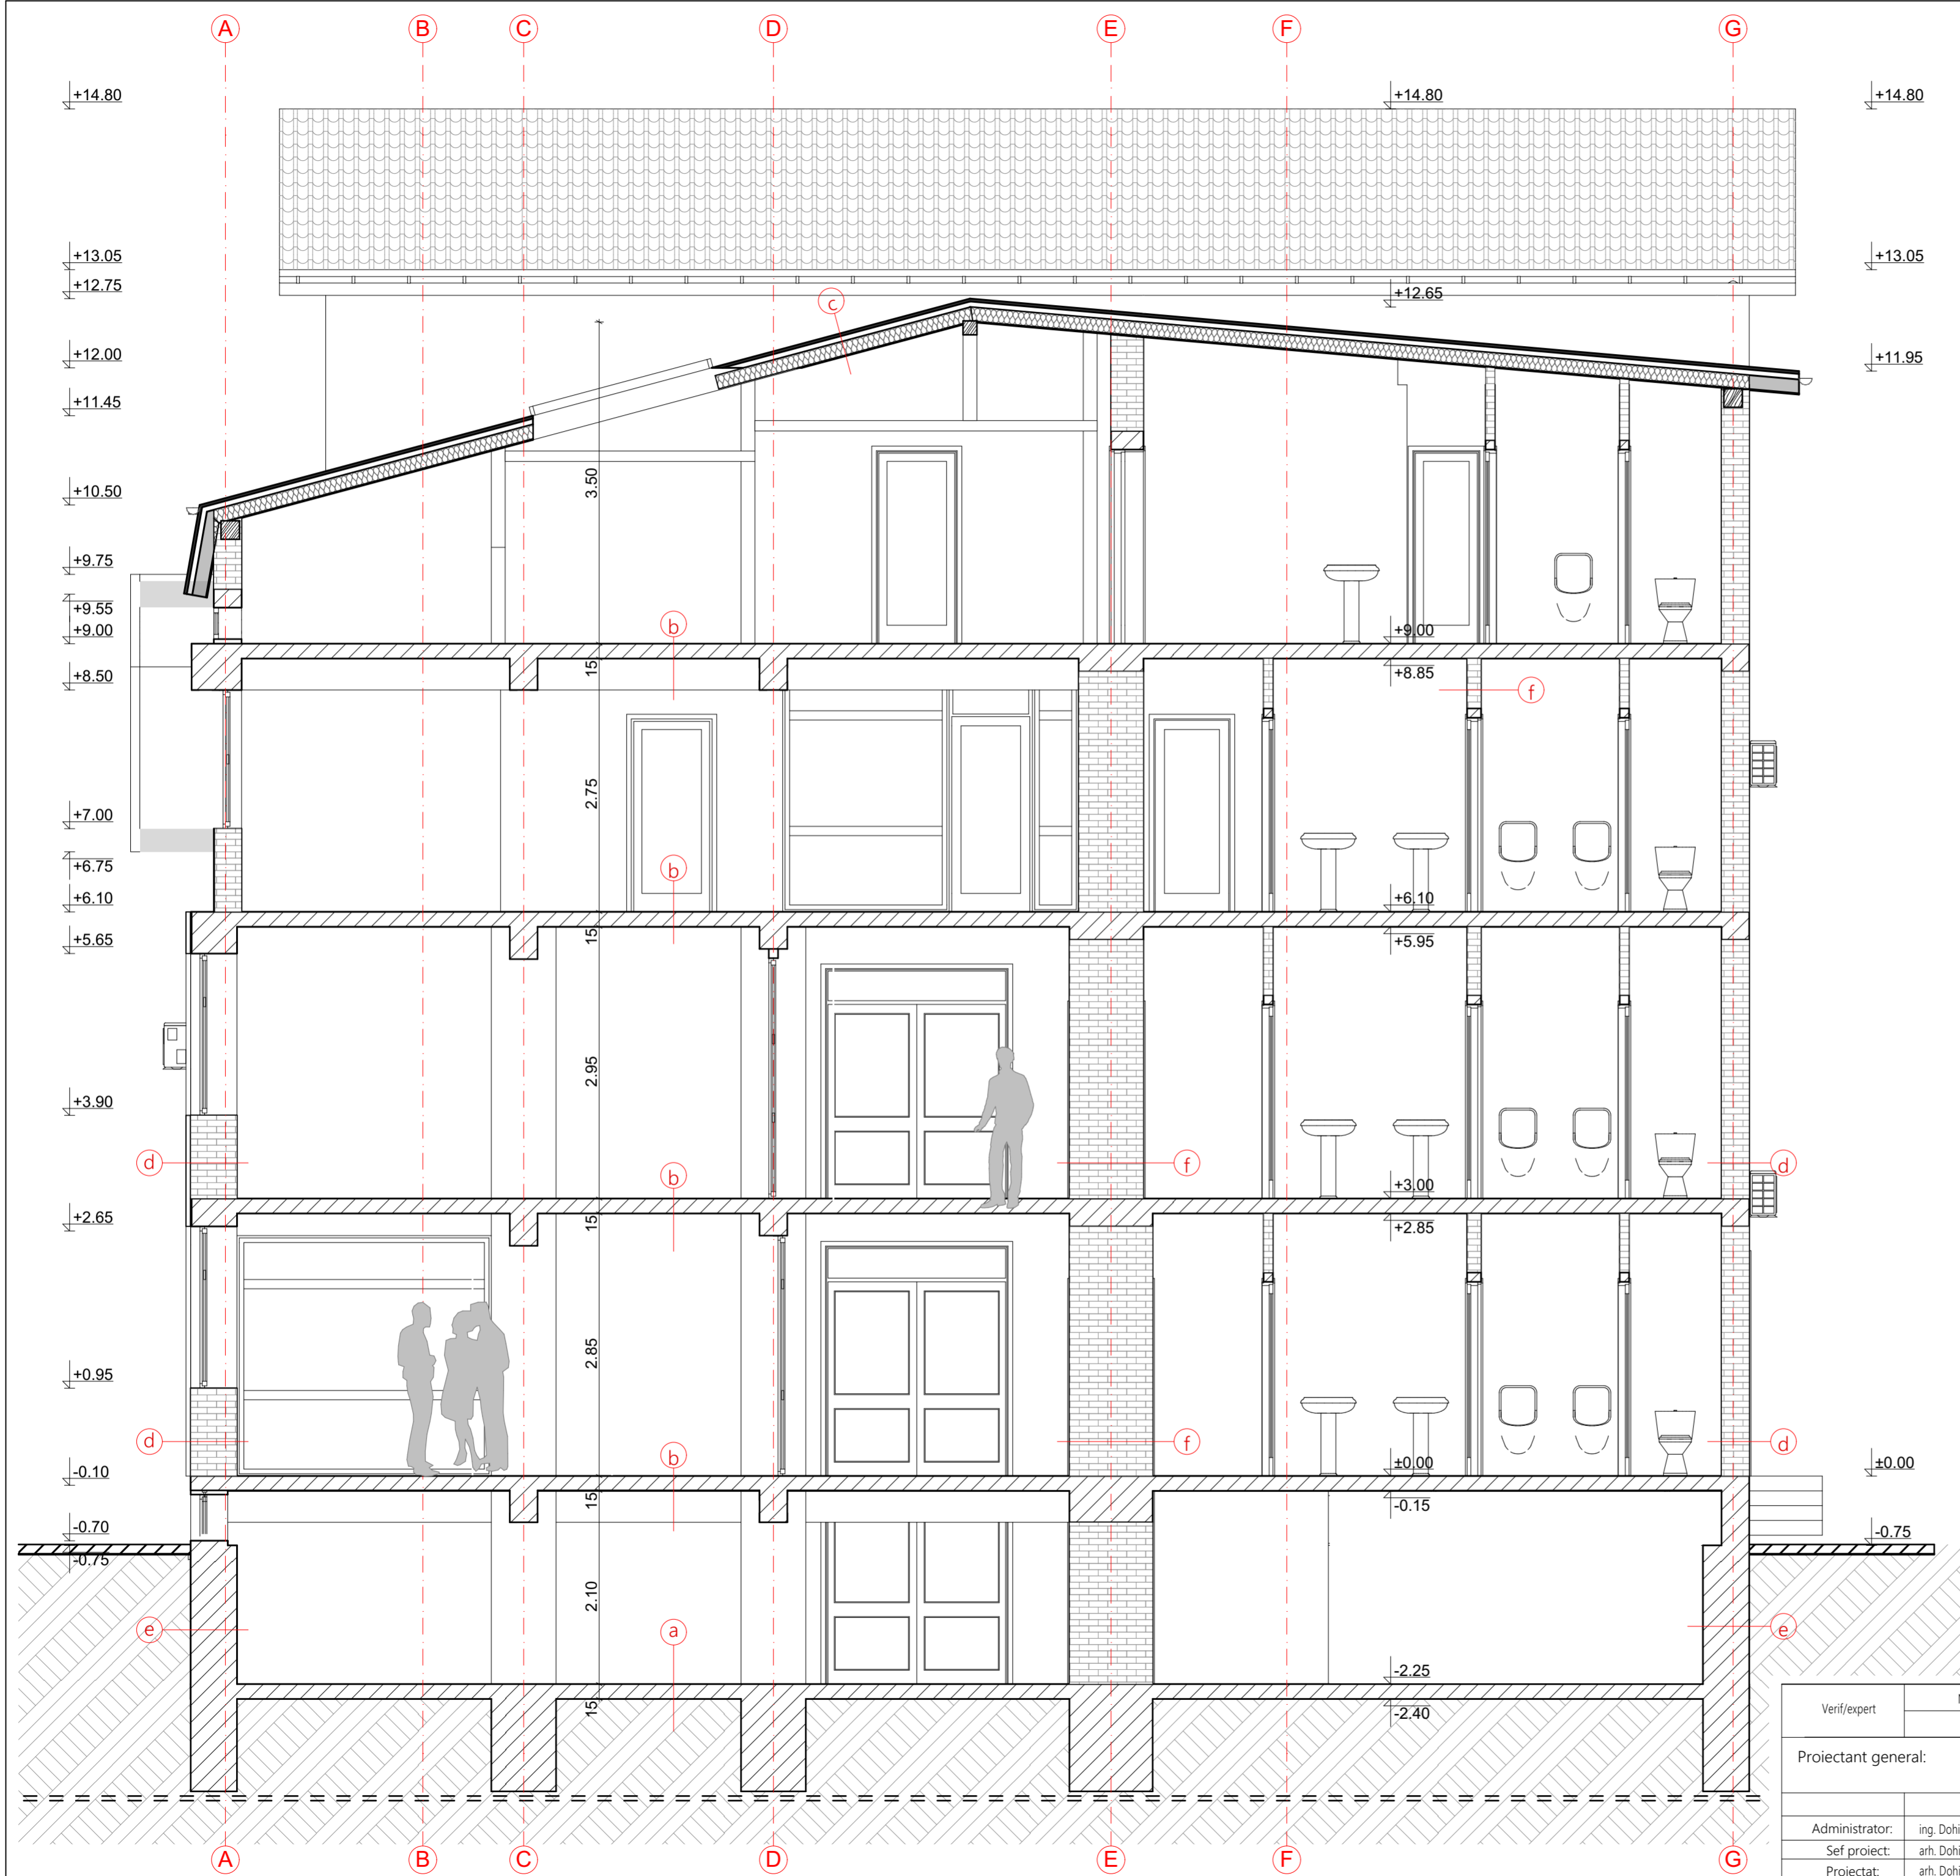 A B C D E F G
+14.80 +14.80 +14.80
+13.05 +13.05
+12.75
+12.65
c
+12.00 +11.95
+11.45
3.50
+10.50
+9.75
+9.55
+9.00 b +9.00
15
+8.50 +8.85
f
2.75
+7.00
+6.75 b
+6.10 +6.10
15
+5.65 +5.95
2.95
+3.90
d b f d
+3.00
15
+2.65 +2.85
2.85
+0.95
d b f d
-0.10 ±0.00 ±0.00
15 -0.15
-0.70 -0.75
-0.75
2.10
e a e
-2.25
15 -2.40
Verif/expert
Proiectant general:
Administrator: ing.
Sef proiect: arh.
Proiectat: arh.
A B C D E F G